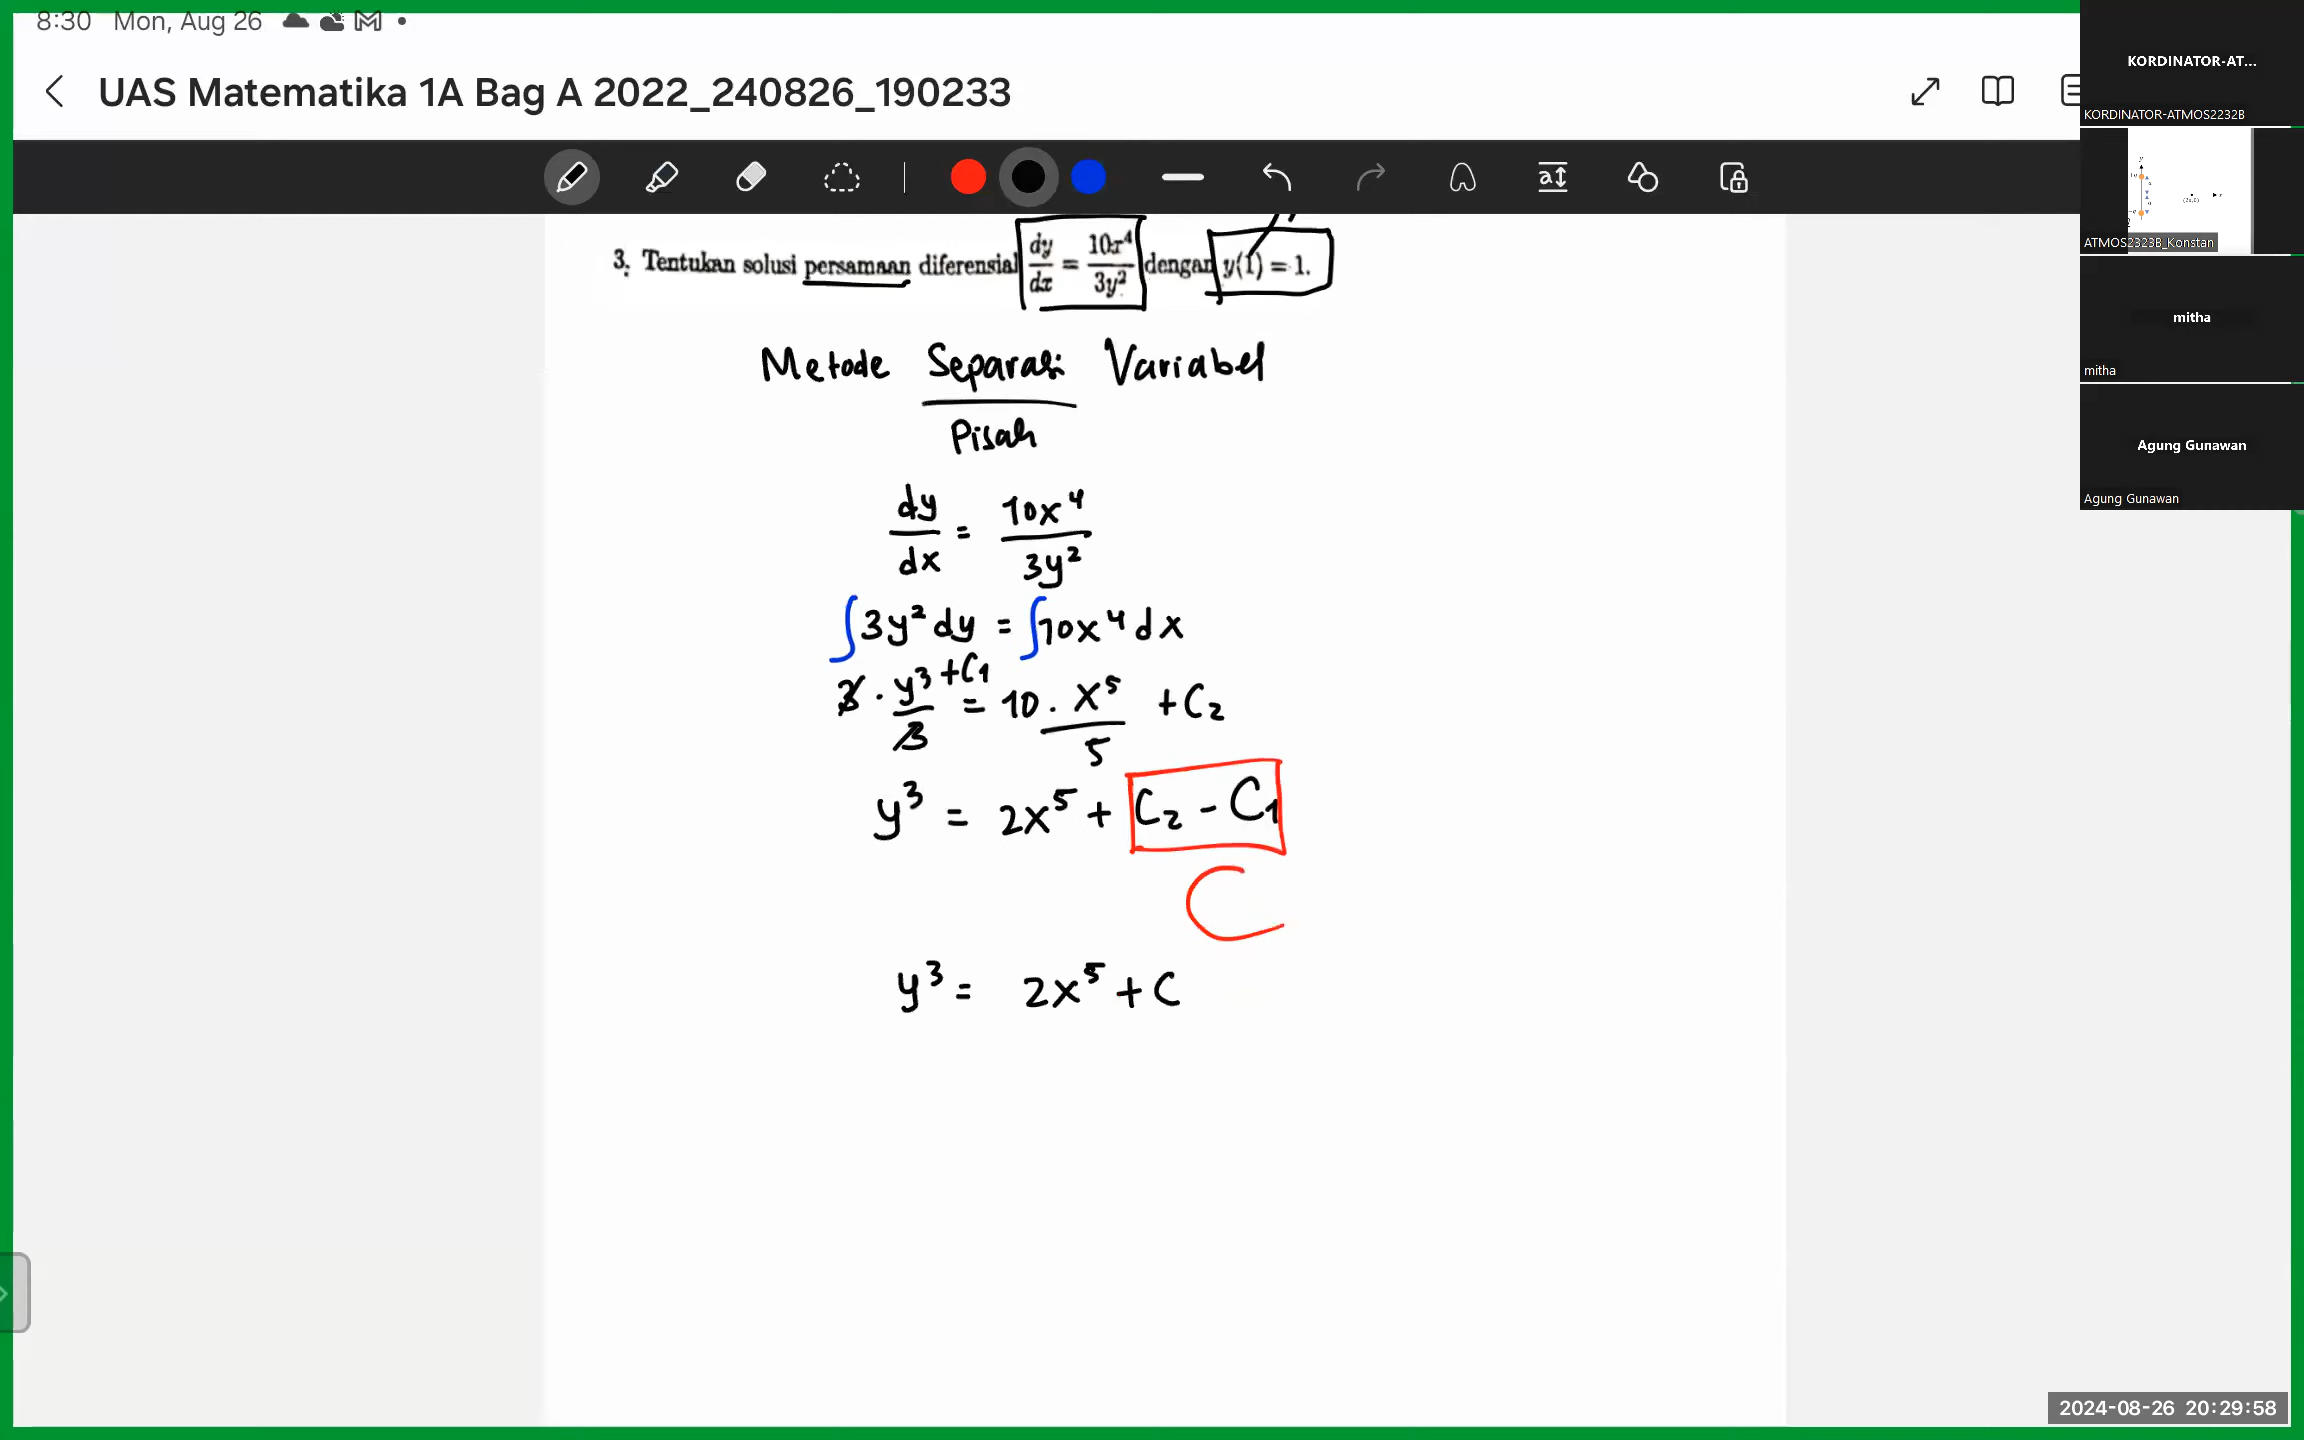 8:30 Mon, Aug 26
UAS Matematika 1A Bag A 2022_240826_190233
3. Tentukan solusi persamaan diferensial dy/dx = 10x⁴/3y² dengan y(1) = 1.
Metode Separasi Variabel
Pisah
dy/dx = 10x⁴/3y²
∫3y² dy = ∫10x⁴ dx
3 · y³/3 + C₁ = 10 · x⁵/5 + C₂
y³ = 2x⁵ + C₂ - C₁
C
y³ = 2x⁵ + C
KORDINATOR-AT...
KORDINATOR-ATMOS2232B
ATMOS2323B_Konstan
mitha
mitha
Agung Gunawan
Agung Gunawan
2024-08-26 20:29:58